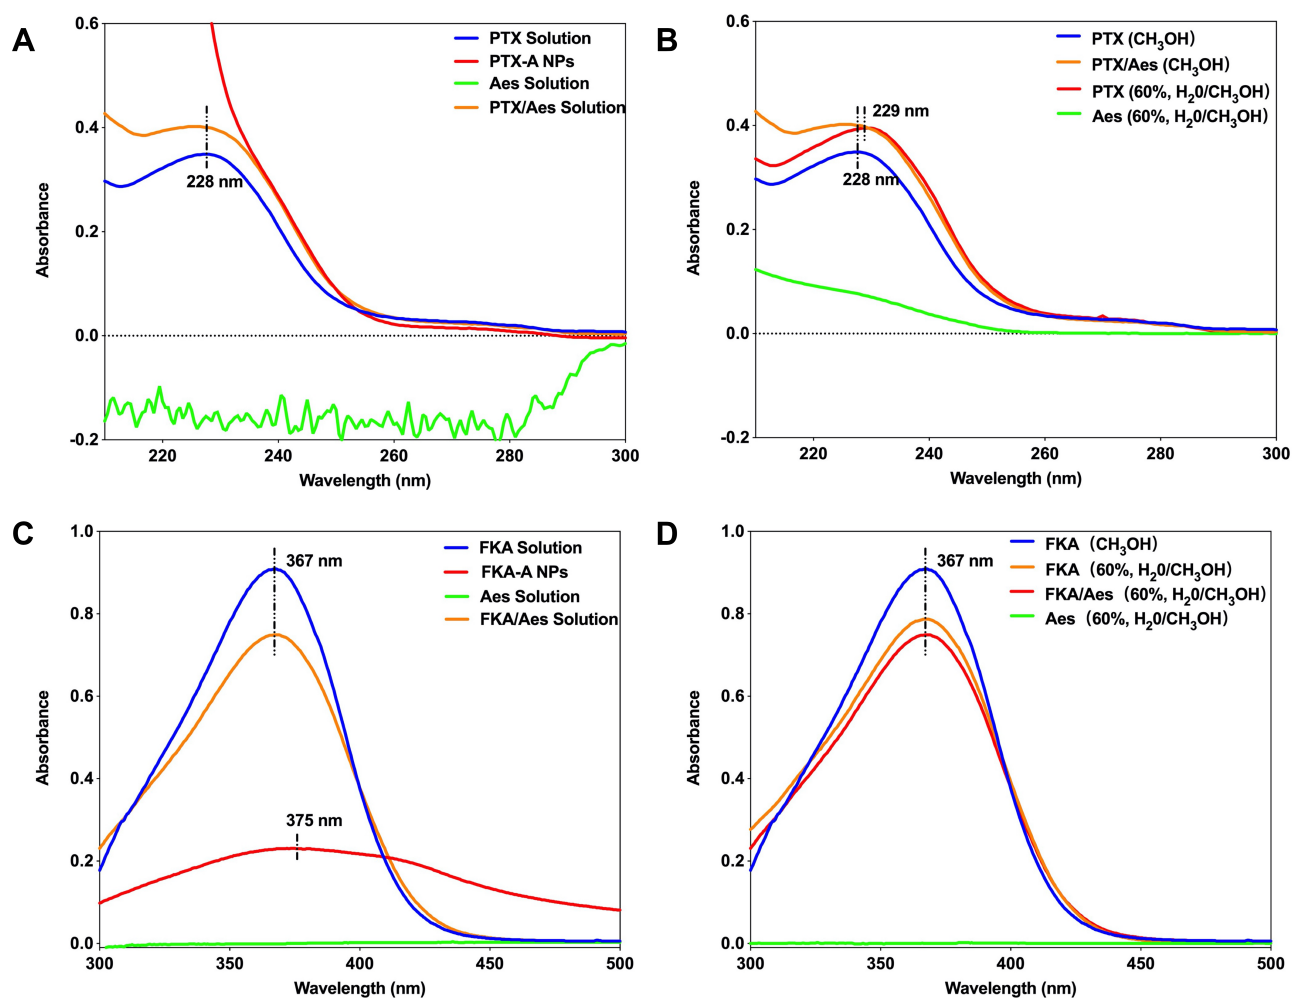 A
0.6
0.4
0.2
0.0
-0.2
Absorbance
PTX Solution
PTX-A NPs
Aes Solution
PTX/Aes Solution
228 nm
220
240
260
280
300
Wavelength (nm)
B
0.6
0.4
0.2
0.0
-0.2
Absorbance
PTX (CH3OH)
PTX/Aes (CH3OH)
PTX (60%, H20/CH3OH)
Aes (60%, H20/CH3OH)
229 nm
228 nm
220
240
260
280
300
Wavelength (nm)
C
1.0
0.8
0.6
0.4
0.2
0.0
Absorbance
FKA Solution
FKA-A NPs
Aes Solution
FKA/Aes Solution
367 nm
375 nm
300
350
400
450
500
Wavelength (nm)
D
1.0
0.8
0.6
0.4
0.2
0.0
Absorbance
FKA (CH3OH)
FKA (60%, H20/CH3OH)
FKA/Aes (60%, H20/CH3OH)
Aes (60%, H20/CH3OH)
367 nm
300
350
400
450
500
Wavelength (nm)